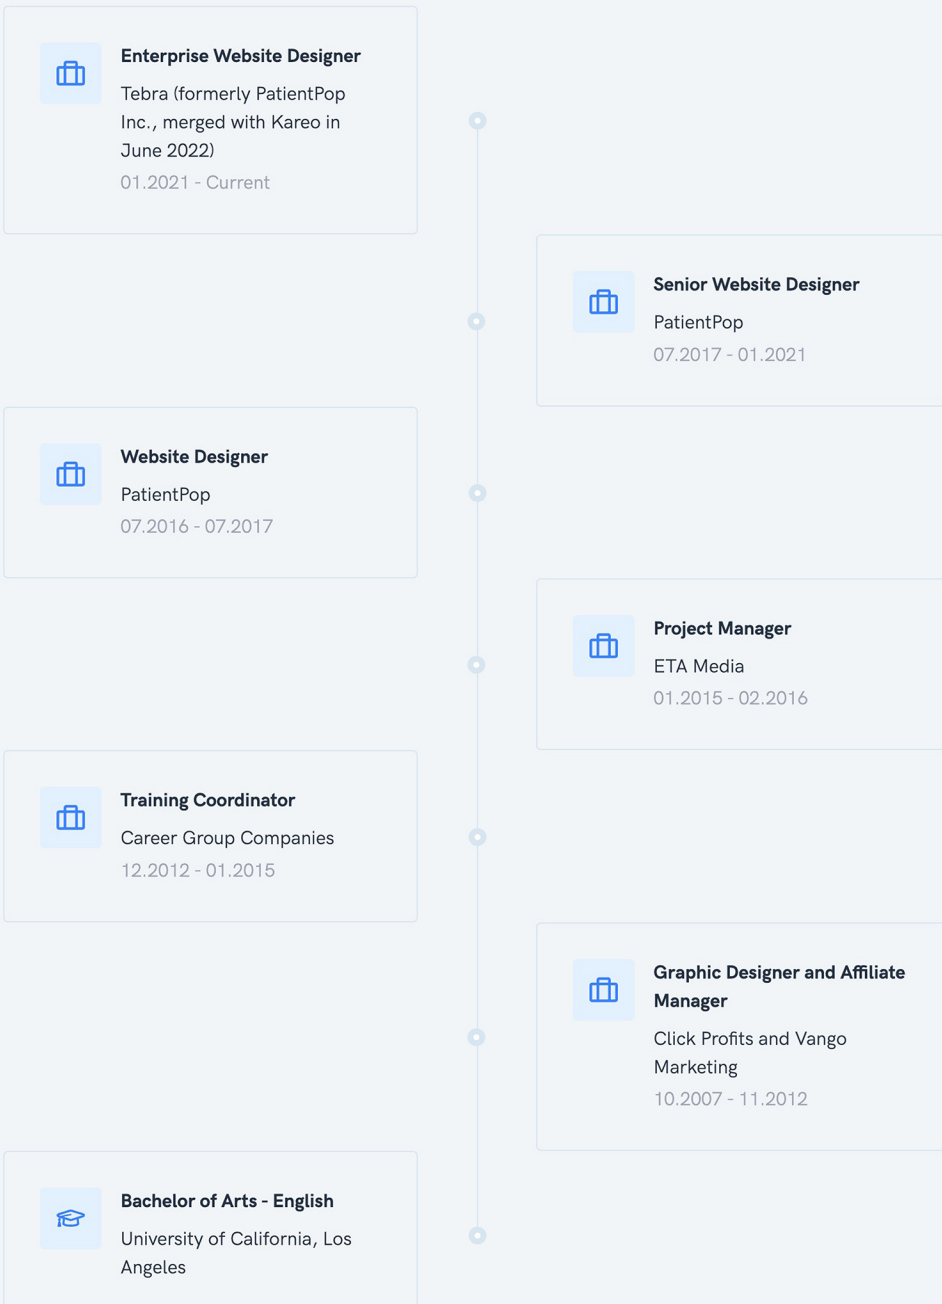 Enterprise Website Designer
Tebra (formerly PatientPop
Inc., merged with Kareo in
June 2022)
01.2021 - Current
Senior Website Designer
PatientPop
07.2017 - 01.2021
Website Designer
PatientPop
07.2016 - 07.2017
Project Manager
ETA Media
01.2015 - 02.2016
Training Coordinator
Career Group Companies
12.2012 - 01.2015
Graphic Designer and Affiliate
Manager
Click Profits and Vango
Marketing
10.2007 - 11.2012
Bachelor of Arts - English
University of California, Los
Angeles